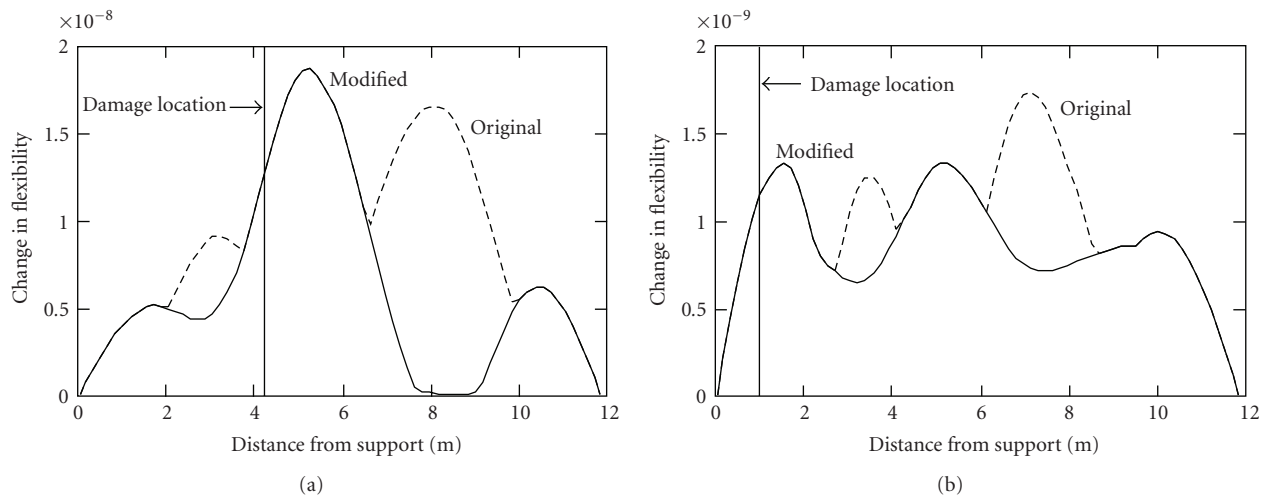 ×10⁻⁸
2
1.5
1
0.5
0
Change in flexibility
Damage location
Modified
Original
0 2 4 6 8 10 12
Distance from support (m)
(a)
×10⁻⁹
2
1.5
1
0.5
0
Change in flexibility
Damage location
Modified
Original
0 2 4 6 8 10 12
Distance from support (m)
(b)